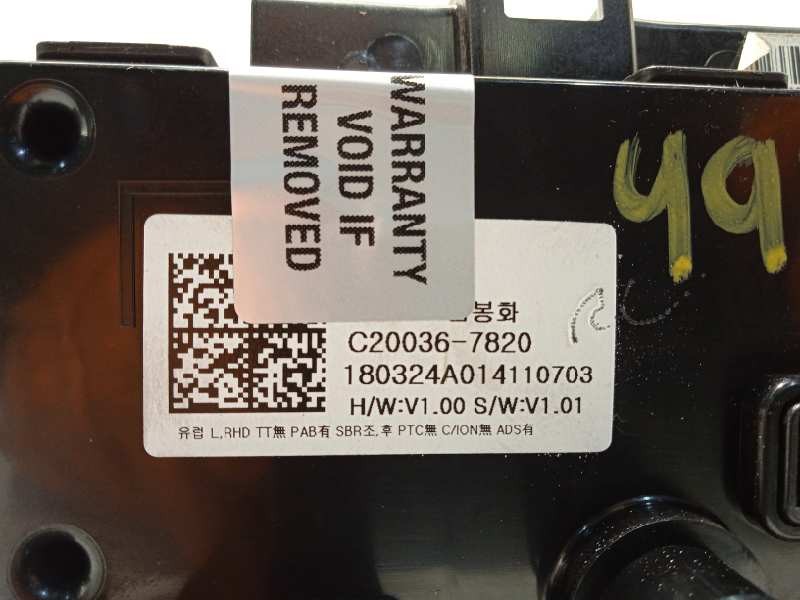 WARRANTY
VOID IF
REMOVED
49
봉화
C20036-7820
180324A014110703
H/W:V1.00 S/W:V1.01
유럽 L,RHD TT無 PAB有 SBR조,후 PTC無 C/ION無 ADS有